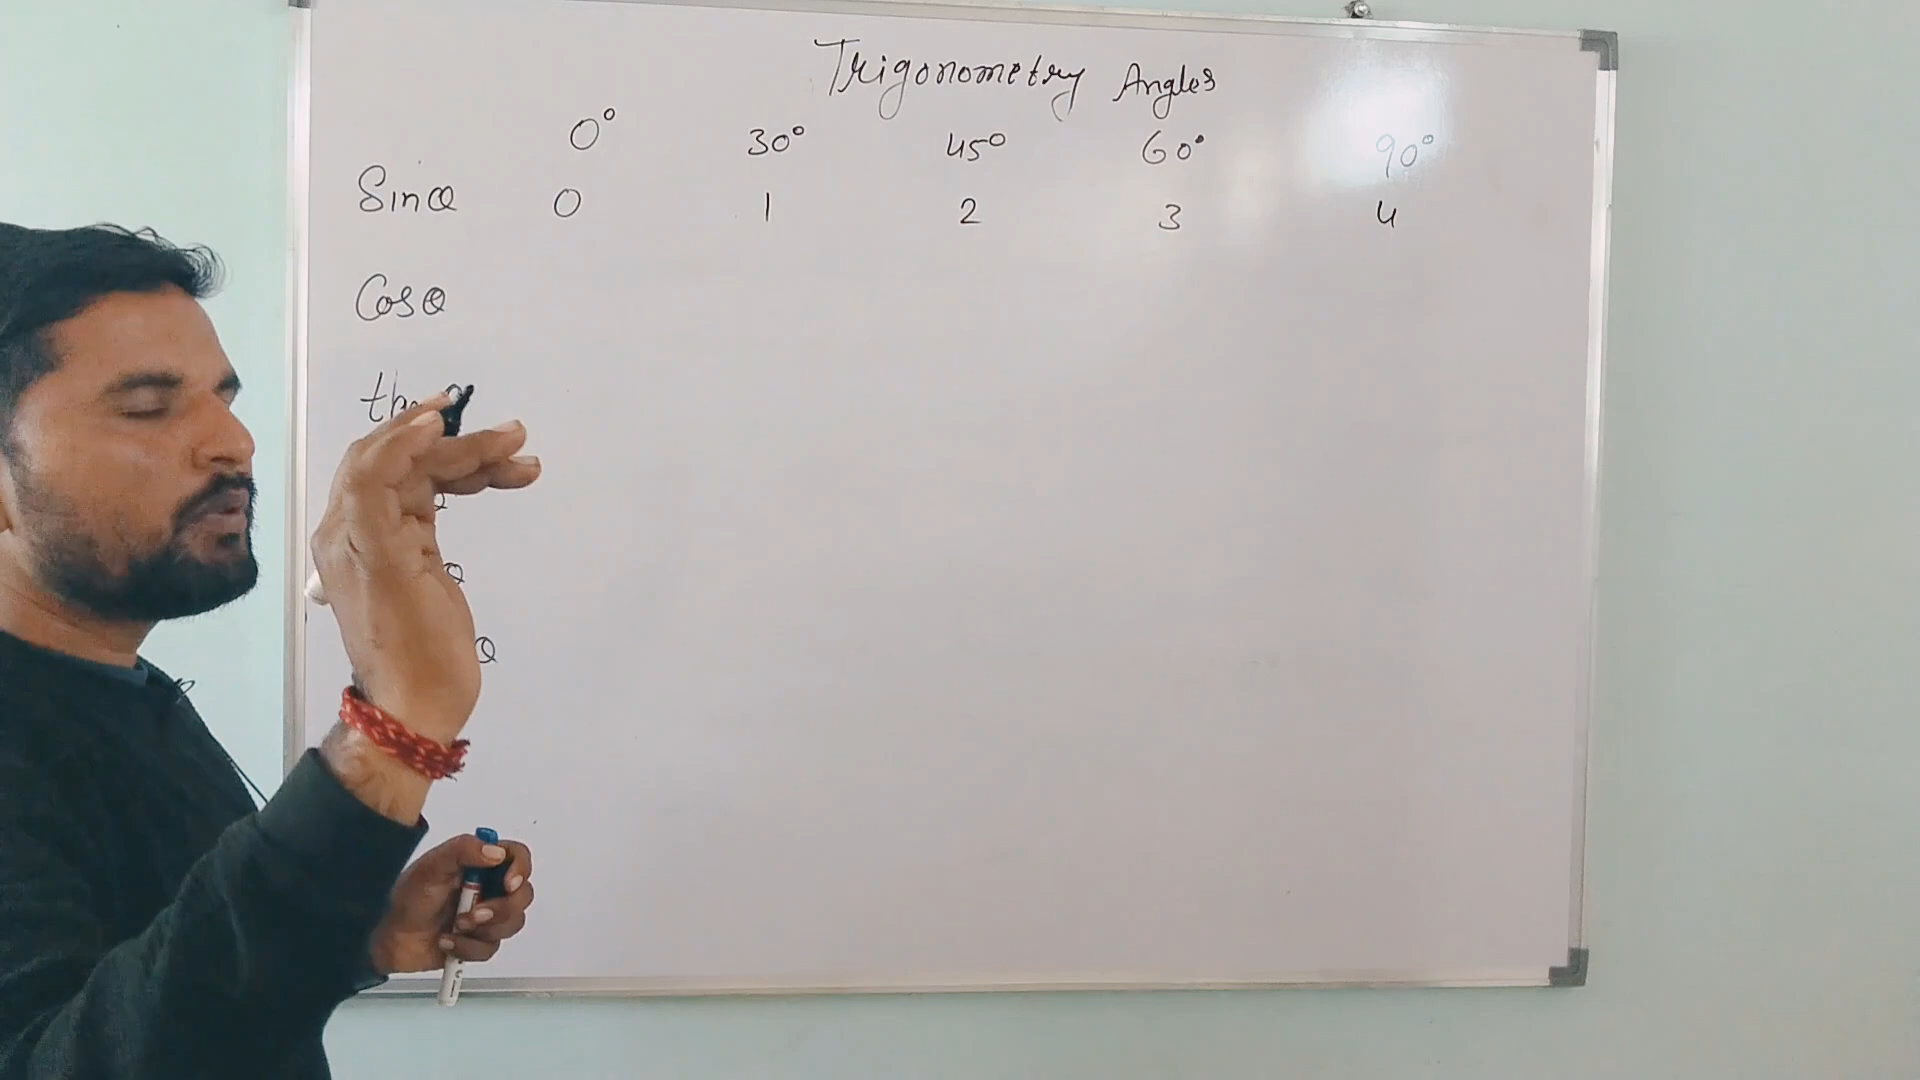 Trigonometry Angles
0° 30° 45° 60° 90°
Sinθ 0 1 2 3 4
Cosθ
θ
θ
θ